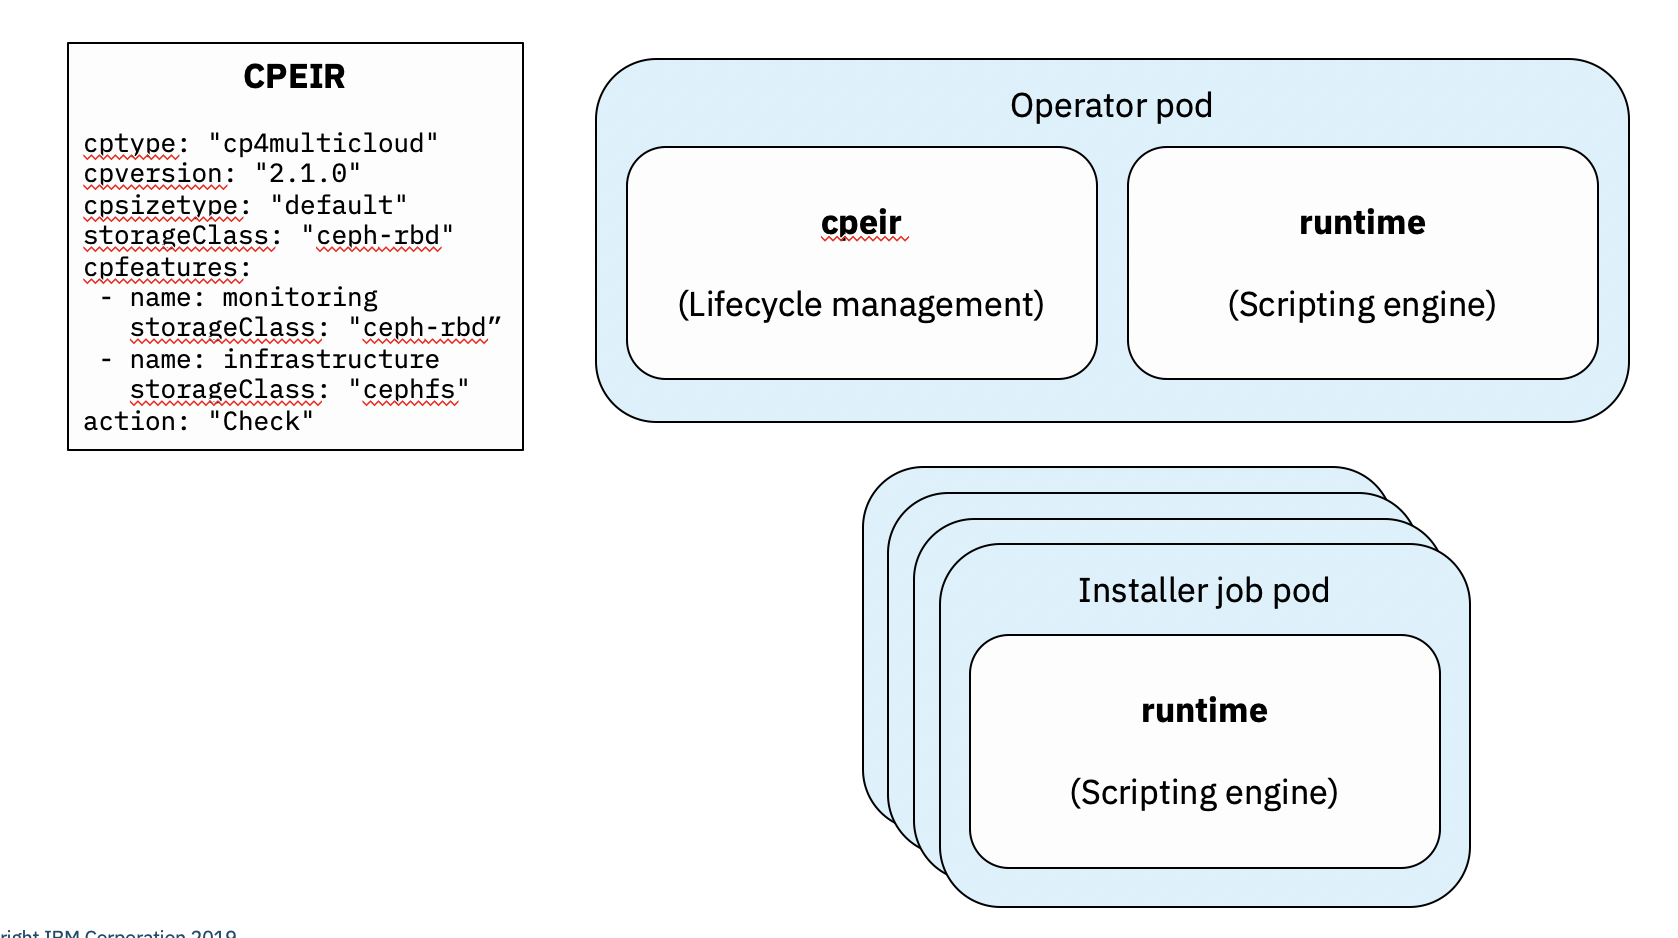 CPEIR
cptype: "cp4multicloud"
cpversion: "2.1.0"
cpsizetype: "default"
storageClass: "ceph-rbd"
cpfeatures:
 - name: monitoring
   storageClass: "ceph-rbd”
 - name: infrastructure
   storageClass: "cephfs"
action: "Check"
Operator pod
cpeir
(Lifecycle management)
runtime
(Scripting engine)
Installer job pod
runtime
(Scripting engine)
right IBM Corporation 2019